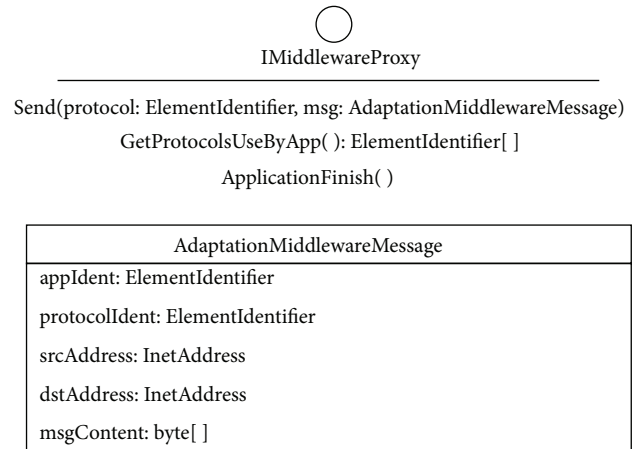 IMiddlewareProxy
Send(protocol: ElementIdentifier, msg: AdaptationMiddlewareMessage)
GetProtocolsUseByApp( ): ElementIdentifier[ ]
ApplicationFinish( )
AdaptationMiddlewareMessage
appIdent: ElementIdentifier
protocolIdent: ElementIdentifier
srcAddress: InetAddress
dstAddress: InetAddress
msgContent: byte[ ]